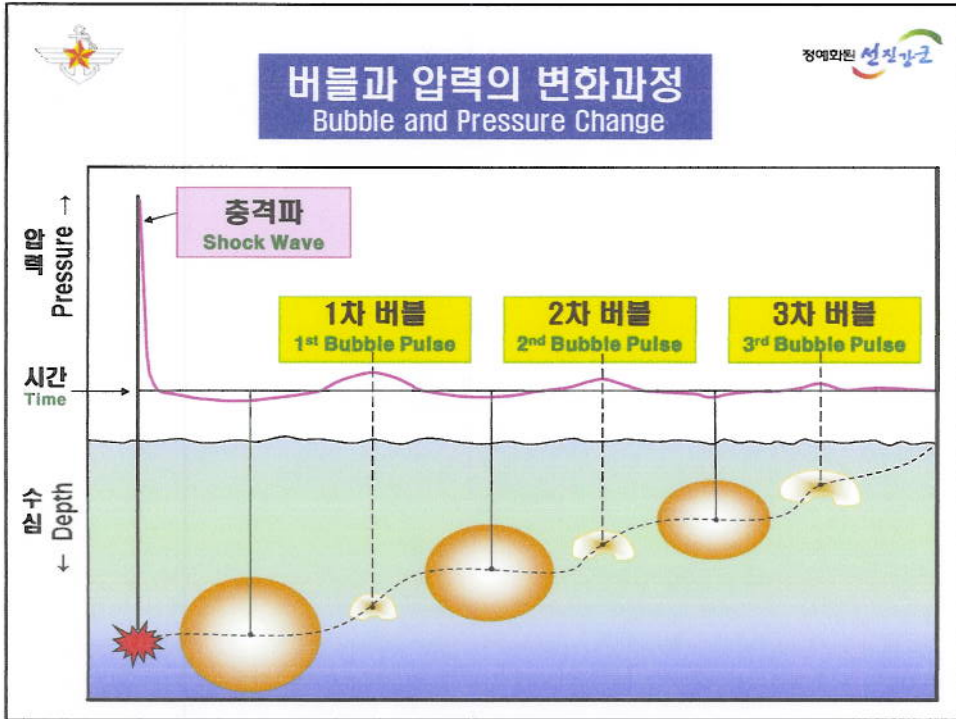 정예화된 선진강군
버블과 압력의 변화과정
Bubble and Pressure Change
충격파
Shock Wave
압력
Pressure →
1차 버블
1st Bubble Pulse
2차 버블
2nd Bubble Pulse
3차 버블
3rd Bubble Pulse
시간
Time
수심
← Depth